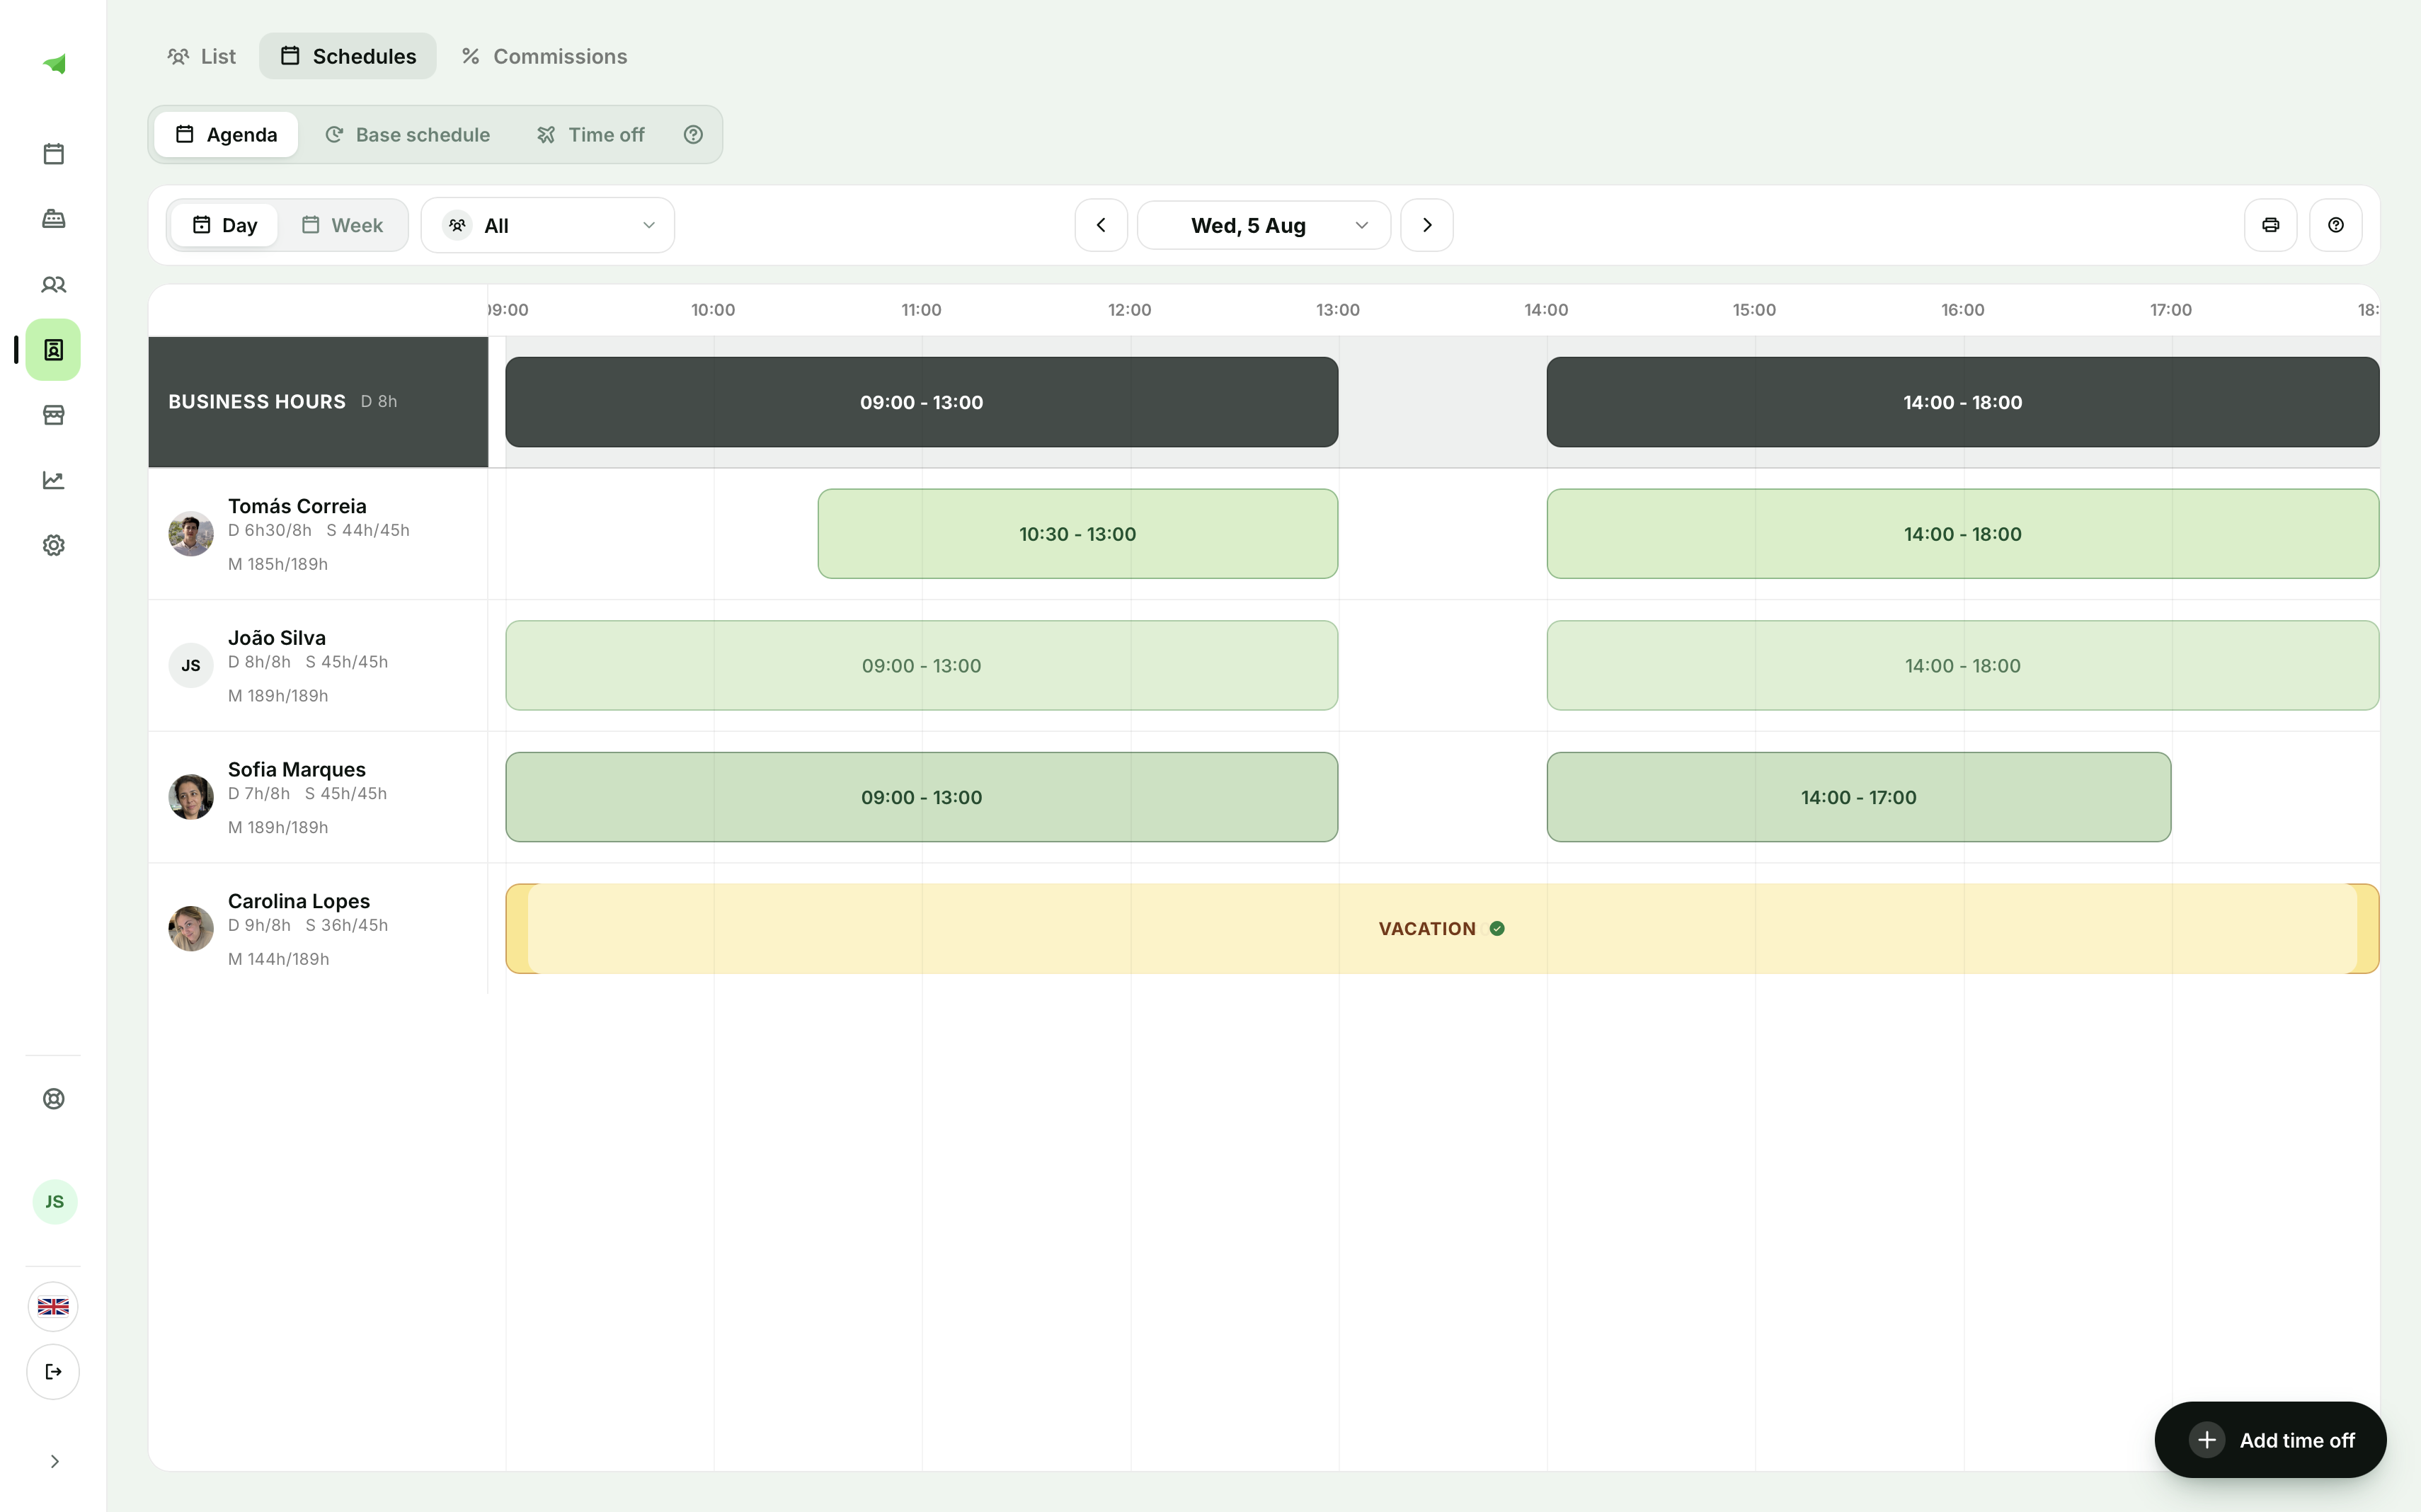 List
Schedules
Commissions
Agenda
Base schedule
Time off
Day
Week
All
Wed, 5 Aug
09:00 10:00 11:00 12:00 13:00 14:00 15:00 16:00 17:00 18:
BUSINESS HOURS D 8h
09:00 - 13:00
14:00 - 18:00
Tomás Correia
D 6h30/8h S 44h/45h
M 185h/189h
10:30 - 13:00
14:00 - 18:00
JS
João Silva
D 8h/8h S 45h/45h
M 189h/189h
09:00 - 13:00
14:00 - 18:00
Sofia Marques
D 7h/8h S 45h/45h
M 189h/189h
09:00 - 13:00
14:00 - 17:00
Carolina Lopes
D 9h/8h S 36h/45h
M 144h/189h
VACATION
JS
Add time off